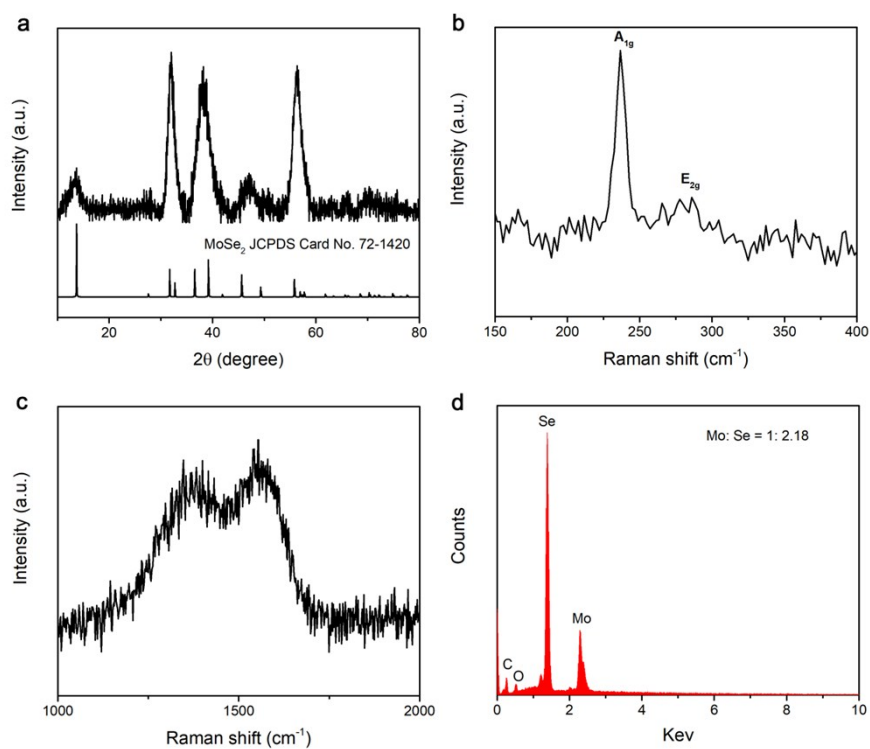 a
Intensity (a.u.)
MoSe₂ JCPDS Card No. 72-1420
20 40 60 80
2θ (degree)
b
Intensity (a.u.)
A₁g
E₂g
150 200 250 300 350 400
Raman shift (cm⁻¹)
c
Intensity (a.u.)
1000 1500 2000
Raman shift (cm⁻¹)
d
Counts
Se
Mo: Se = 1: 2.18
Mo
C
O
0 2 4 6 8 10
Kev